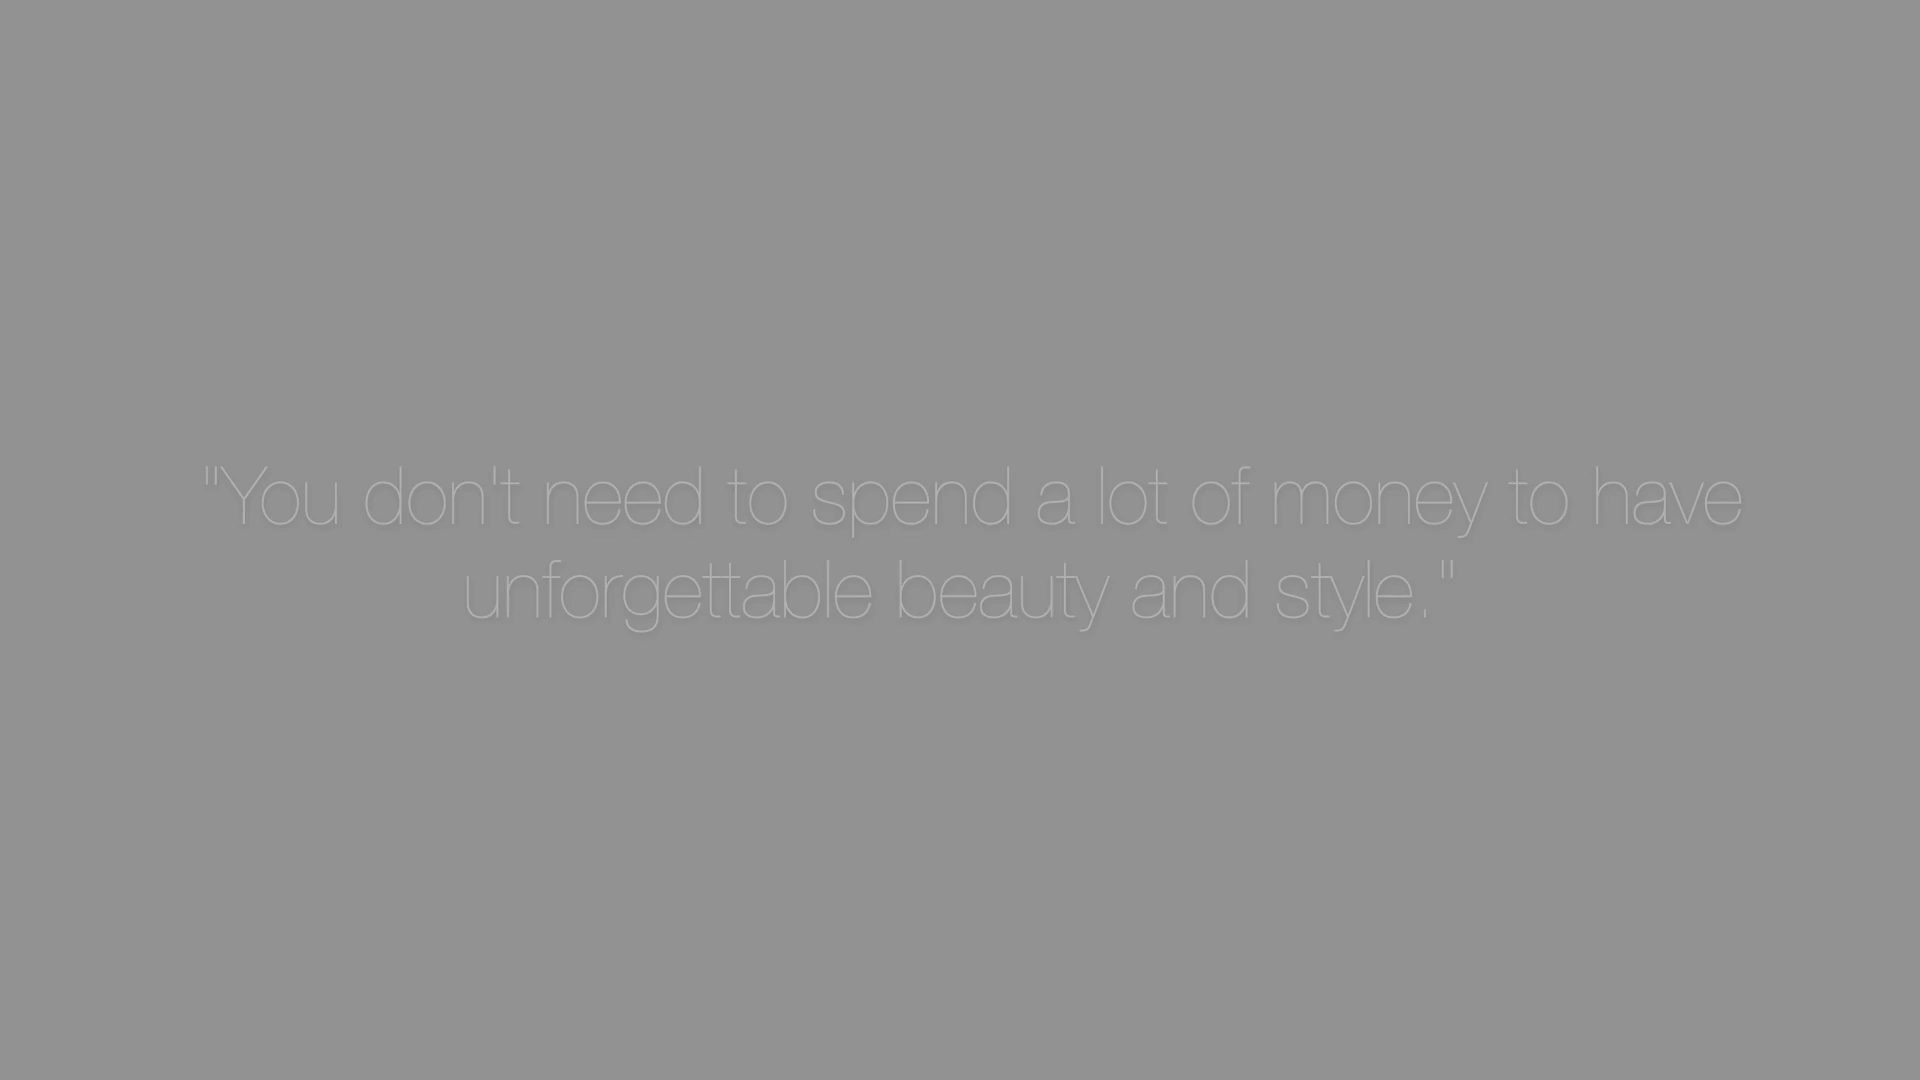 "You don't need to spend a lot of money to have
unforgettable beauty and style."